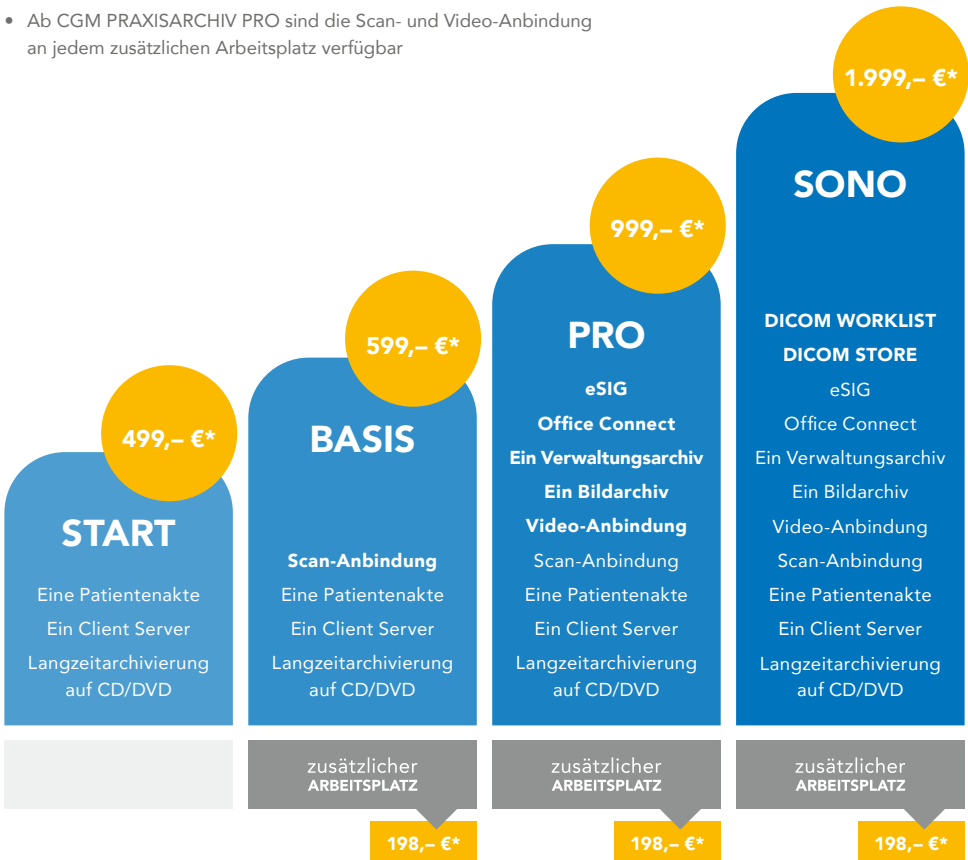 • Ab CGM PRAXISARCHIV PRO sind die Scan- und Video-Anbindung
an jedem zusätzlichen Arbeitsplatz verfügbar
499,– €*
START
Eine Patientenakte
Ein Client Server
Langzeitarchivierung
auf CD/DVD
599,– €*
BASIS
Scan-Anbindung
Eine Patientenakte
Ein Client Server
Langzeitarchivierung
auf CD/DVD
zusätzlicher
ARBEITSPLATZ
198,– €*
999,– €*
PRO
eSIG
Office Connect
Ein Verwaltungsarchiv
Ein Bildarchiv
Video-Anbindung
Scan-Anbindung
Eine Patientenakte
Ein Client Server
Langzeitarchivierung
auf CD/DVD
zusätzlicher
ARBEITSPLATZ
198,– €*
1.999,– €*
SONO
DICOM WORKLIST
DICOM STORE
eSIG
Office Connect
Ein Verwaltungsarchiv
Ein Bildarchiv
Video-Anbindung
Scan-Anbindung
Eine Patientenakte
Ein Client Server
Langzeitarchivierung
auf CD/DVD
zusätzlicher
ARBEITSPLATZ
198,– €*